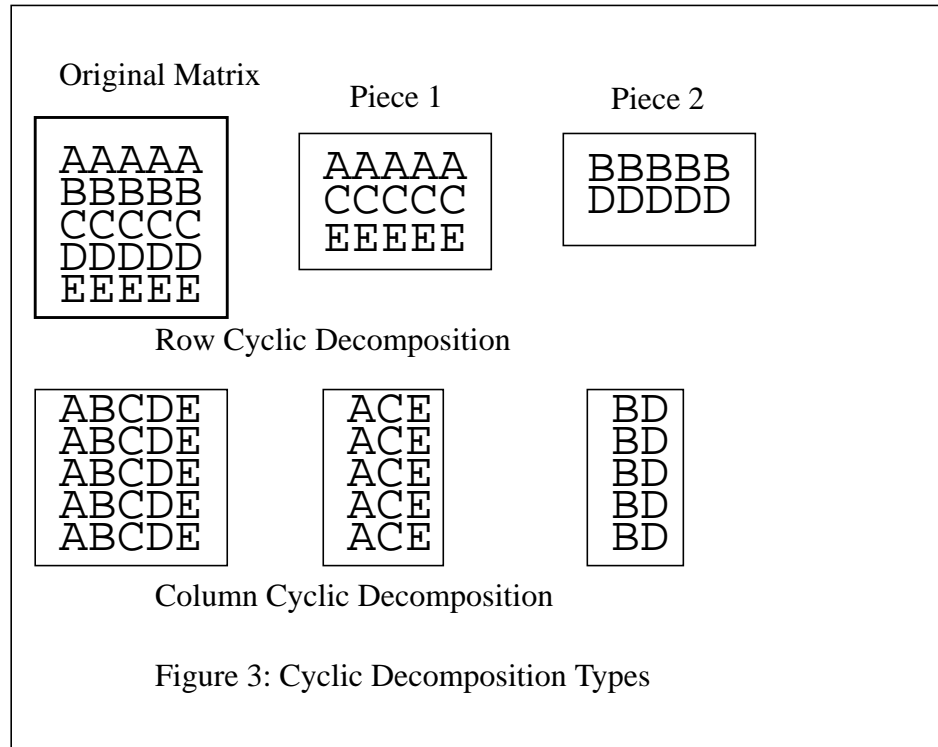 Original Matrix
Piece 1
Piece 2
AAAAA
BBBBB
CCCCC
DDDDD
EEEEE
AAAAA
CCCCC
EEEEE
BBBBB
DDDDD
Row Cyclic Decomposition
ABCDE
ABCDE
ABCDE
ABCDE
ABCDE
ACE
ACE
ACE
ACE
ACE
BD
BD
BD
BD
BD
Column Cyclic Decomposition
Figure 3: Cyclic Decomposition Types